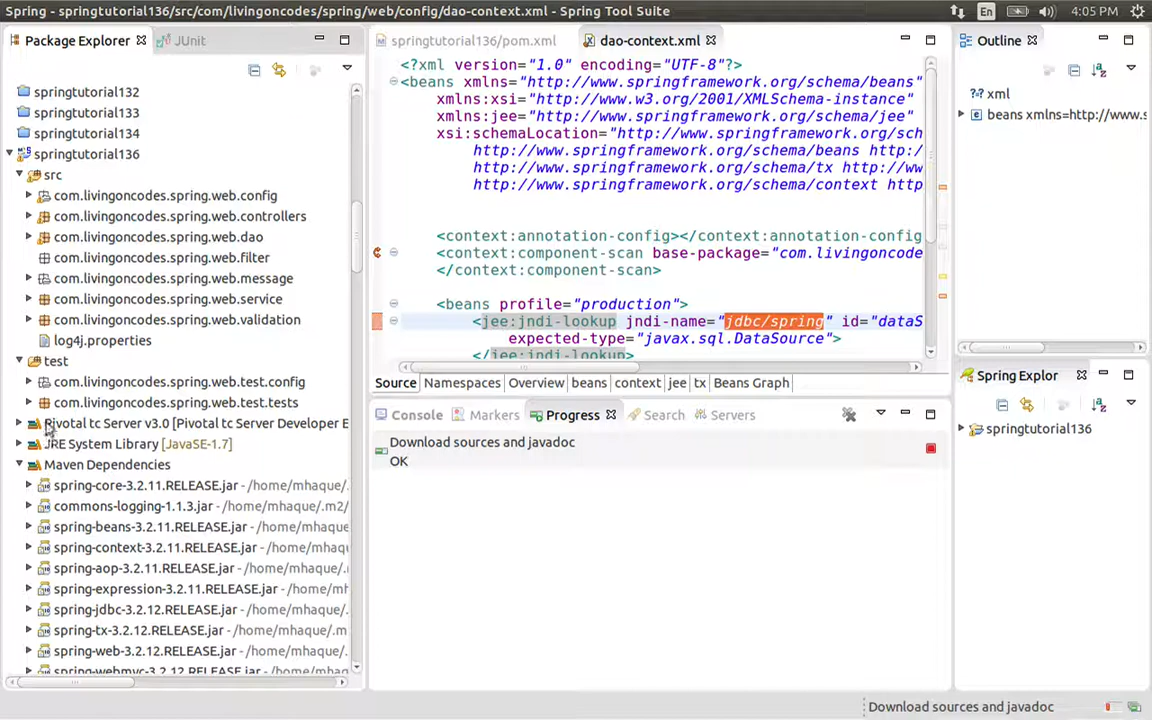 Spring - springtutorial136/src/com/livingoncodes/spring/web/config/dao-context.xml - Spring Tool Suite
En
4:05 PM
Package Explorer
JUnit
springtutorial132
springtutorial133
springtutorial134
springtutorial136
src
com.livingoncodes.spring.web.config
com.livingoncodes.spring.web.controllers
com.livingoncodes.spring.web.dao
com.livingoncodes.spring.web.filter
com.livingoncodes.spring.web.message
com.livingoncodes.spring.web.service
com.livingoncodes.spring.web.validation
log4j.properties
test
com.livingoncodes.spring.web.test.config
com.livingoncodes.spring.web.test.tests
Pivotal tc Server v3.0 [Pivotal tc Server Developer E
JRE System Library [JavaSE-1.7]
Maven Dependencies
spring-core-3.2.11.RELEASE.jar - /home/mhaque/.
commons-logging-1.1.3.jar - /home/mhaque/.m2/
spring-beans-3.2.11.RELEASE.jar - /home/mhaque/
spring-context-3.2.11.RELEASE.jar - /home/mhaqu
spring-aop-3.2.11.RELEASE.jar - /home/mhaque/.
spring-expression-3.2.11.RELEASE.jar - /home/mha
spring-jdbc-3.2.12.RELEASE.jar - /home/mhaque/.
spring-tx-3.2.12.RELEASE.jar - /home/mhaque/.m
spring-web-3.2.12.RELEASE.jar - /home/mhaque/.
spring-webmvc-3.2.12.RELEASE.jar - /home/mha
springtutorial136/pom.xml
dao-context.xml
<?xml version="1.0" encoding="UTF-8"?>
<beans xmlns="http://www.springframework.org/schema/beans"
xmlns:xsi="http://www.w3.org/2001/XMLSchema-instance"
xmlns:jee="http://www.springframework.org/schema/jee"
xsi:schemaLocation="http://www.springframework.org/sch
http://www.springframework.org/schema/beans http:/
http://www.springframework.org/schema/tx http://ww
http://www.springframework.org/schema/context http
<context:annotation-config></context:annotation-config
<context:component-scan base-package="com.livingoncode
</context:component-scan>
<beans profile="production">
<jee:jndi-lookup jndi-name="jdbc/spring" id="dataS
expected-type="javax.sql.DataSource">
</jee:jndi-lookup>
Source
Namespaces
Overview
beans
context
jee
tx
Beans Graph
Console
Markers
Progress
Search
Servers
Download sources and javadoc
OK
Outline
xml
beans xmlns=http://www.s
Spring Explor
springtutorial136
Download sources and javadoc